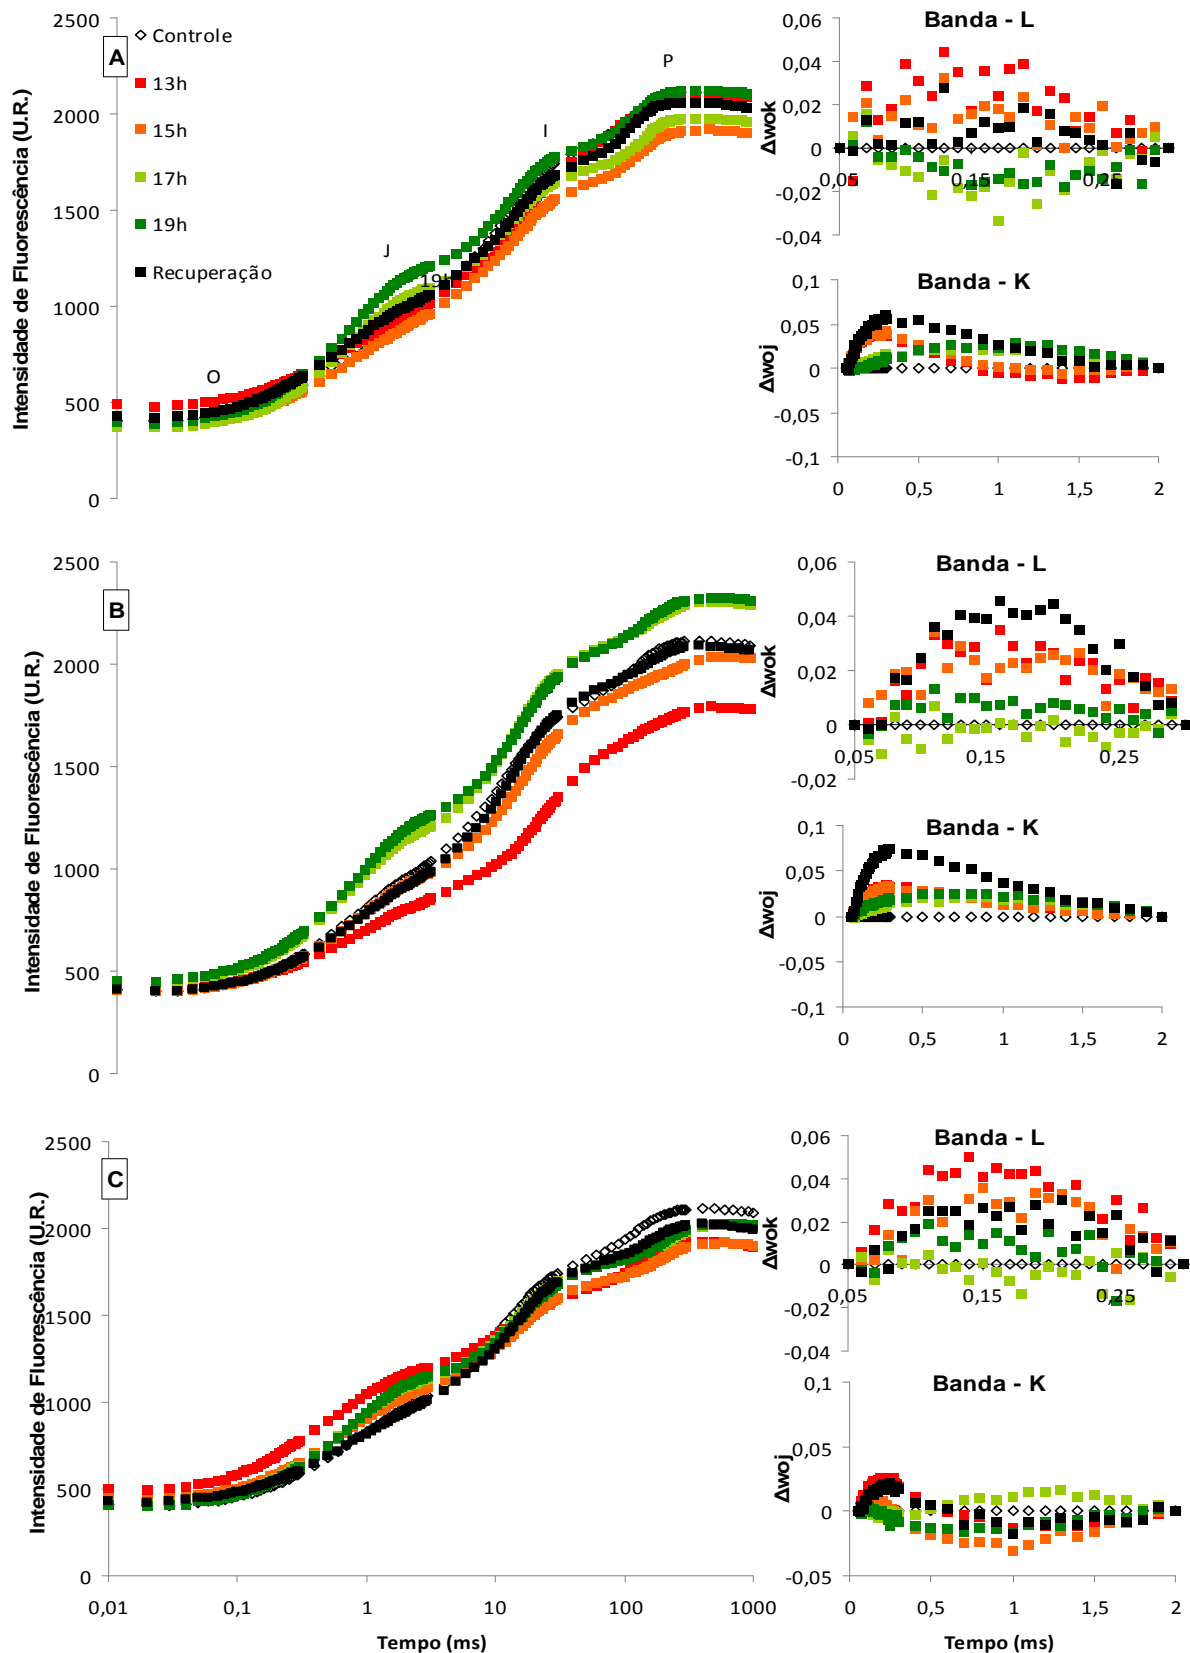 2500
2000
1500
1000
500
0
Intensidade de Fluorescência (U.R.)
A
Controle
13h
15h
17h
19h
Recuperação
O
J
I
P
19h
Banda - L
0,06
0,04
0,02
0
-0,02
-0,04
Δwok
0,05
0,15
0,25
Banda - K
0,1
0,05
0
-0,05
-0,1
Δwoj
0
0,5
1
1,5
2
2500
2000
1500
1000
500
0
Intensidade de Fluorescência (U.R.)
B
Banda - L
0,06
0,04
0,02
0
-0,02
Δwok
0,05
0,15
0,25
Banda - K
0,1
0,05
0
-0,05
-0,1
Δwoj
0
0,5
1
1,5
2
2500
2000
1500
1000
500
0
Intensidade de Fluorescência (U.R.)
C
0,01
0,1
1
10
100
1000
Tempo (ms)
Banda - L
0,06
0,04
0,02
0
-0,02
-0,04
Δwok
0,05
0,15
0,25
Banda - K
0,1
0,05
0
-0,05
Δwoj
0
0,5
1
1,5
2
Tempo (ms)